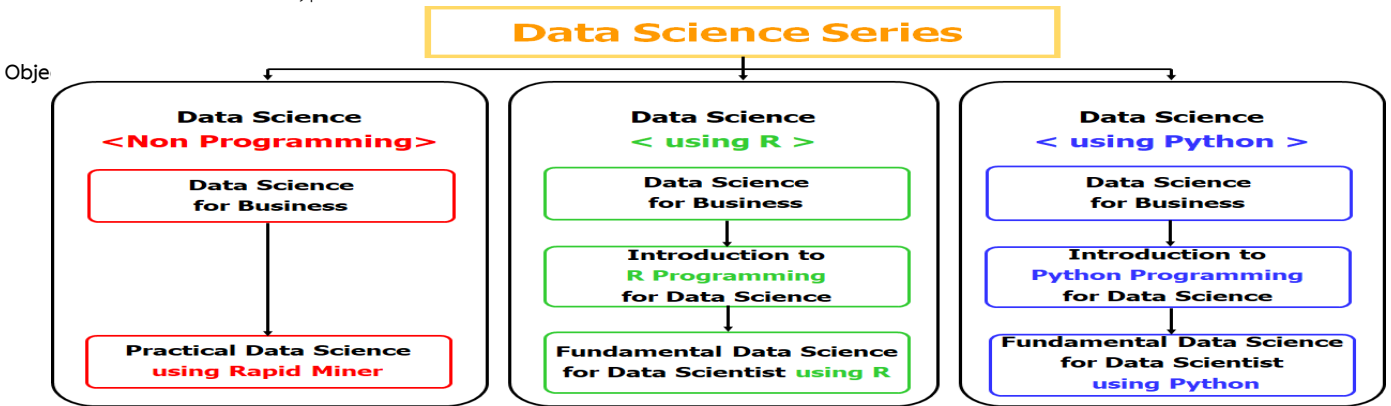 Data Science Series
Obje
Data Science
<Non Programming>
Data Science
for Business
Practical Data Science
using Rapid Miner
Data Science
< using R >
Data Science
for Business
Introduction to
R Programming
for Data Science
Fundamental Data Science
for Data Scientist using R
Data Science
< using Python >
Data Science
for Business
Introduction to
Python Programming
for Data Science
Fundamental Data Science
for Data Scientist
using Python